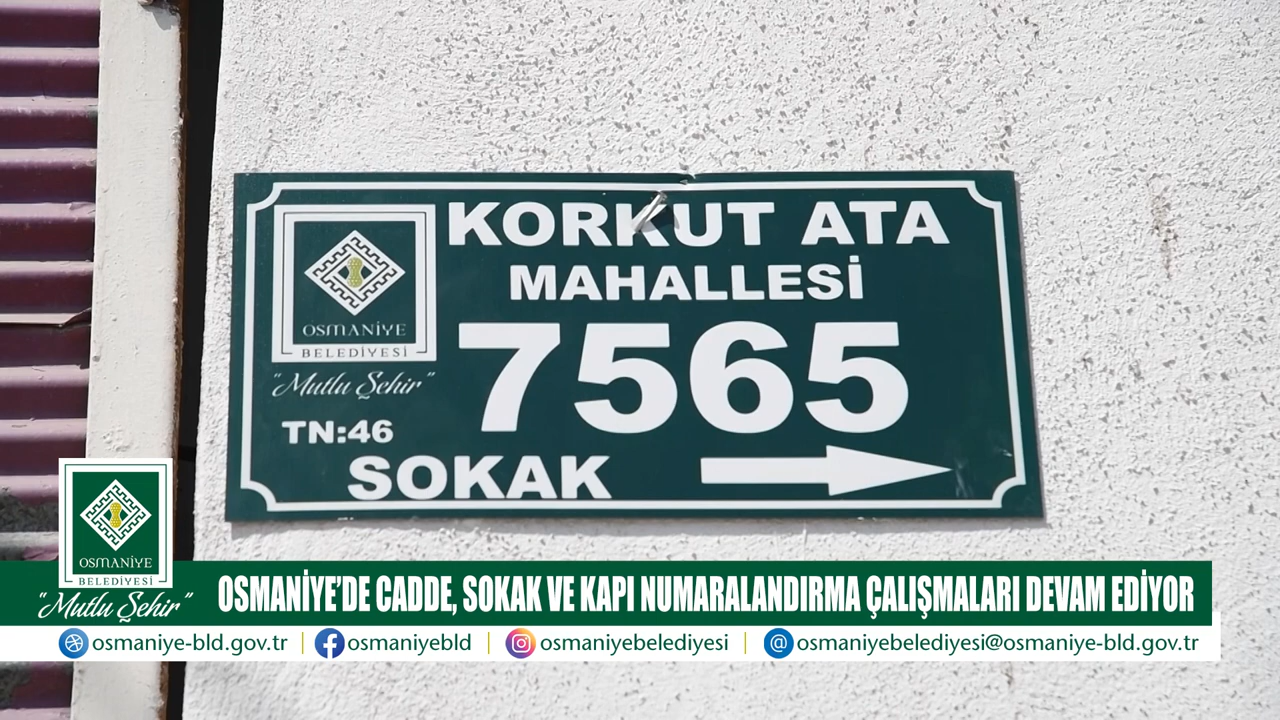 KORKUT ATA
MAHALLESİ
7565
OSMANİYE
BELEDİYESİ
"Mutlu Şehir"
TN:46
SOKAK
OSMANİYE
BELEDİYESİ
"Mutlu Şehir"
OSMANİYE'DE CADDE, SOKAK VE KAPI NUMARALANDIRMA ÇALIŞMALARI DEVAM EDİYOR
osmaniye-bld.gov.tr | osmaniyebld | osmaniyebelediyesi | @ osmaniyebelediyesi@osmaniye-bld.gov.tr